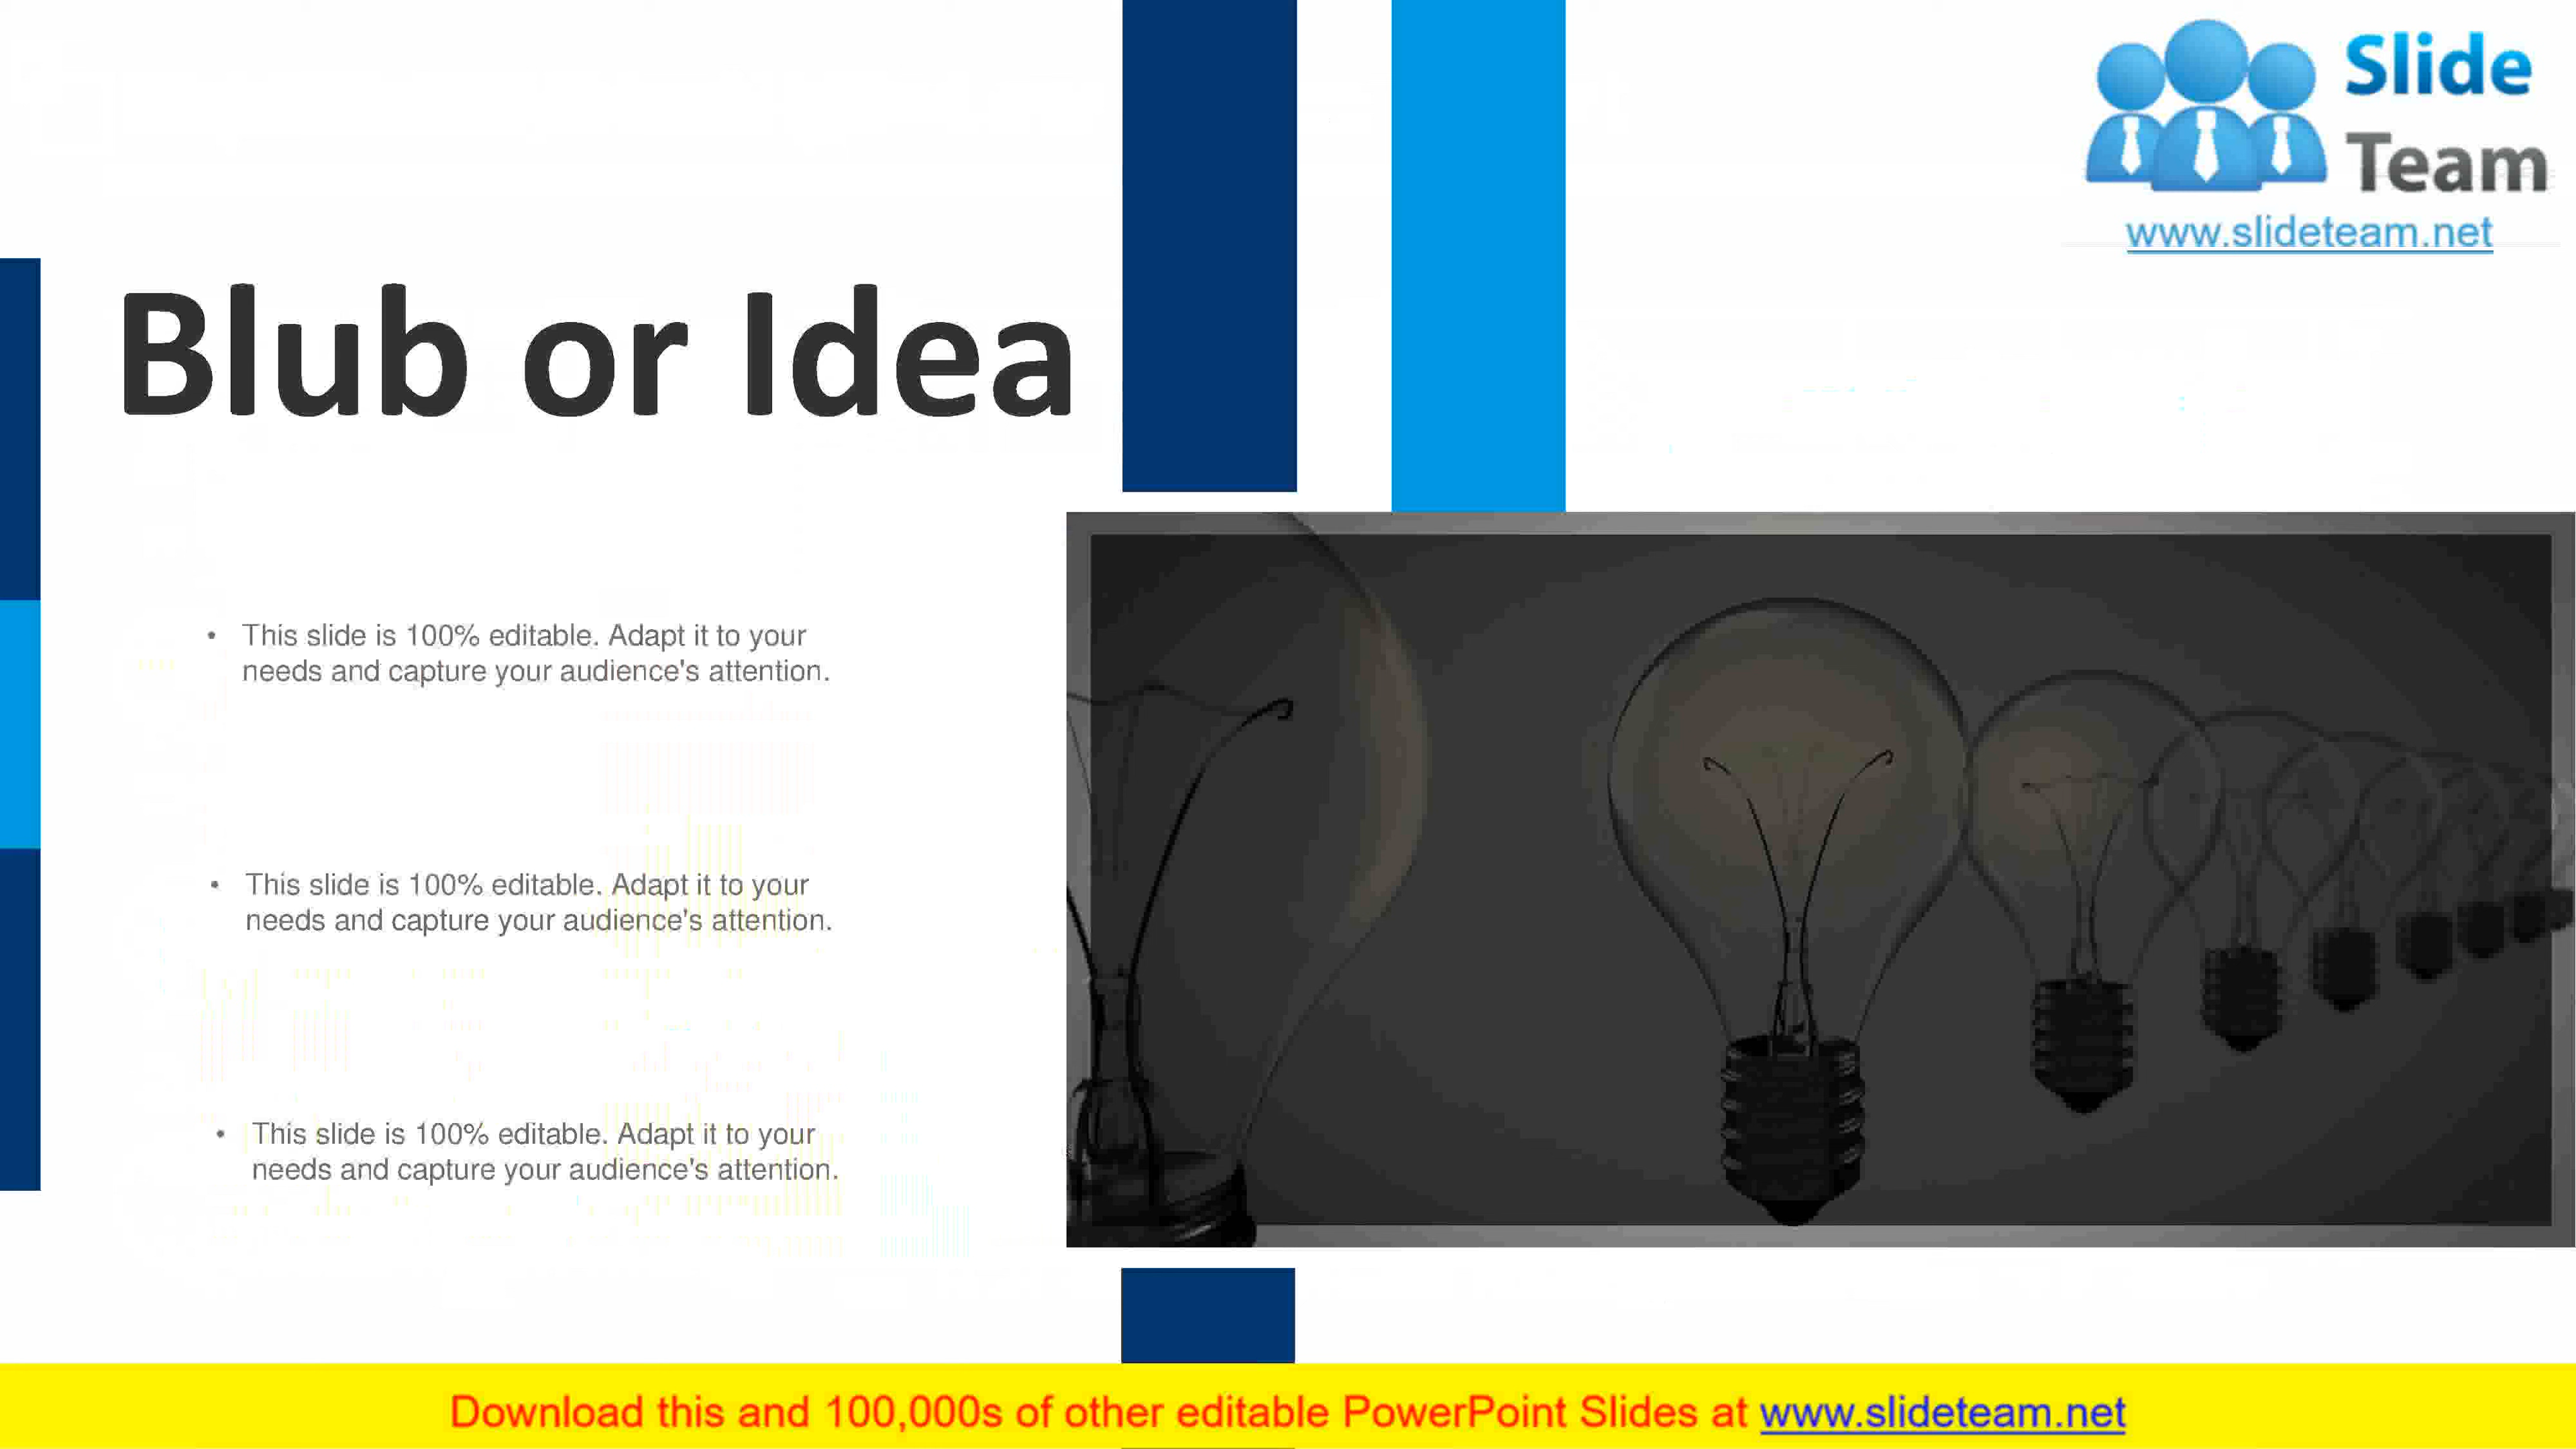 Slide
Team
www.slideteam.net
Blub or Idea
• This slide is 100% editable. Adapt it to your
needs and capture your audience's attention.
• This slide is 100% editable. Adapt it to your
needs and capture your audience's attention.
• This slide is 100% editable. Adapt it to your
needs and capture your audience's attention.
Download this and 100,000s of other editable PowerPoint Slides at www.slideteam.net